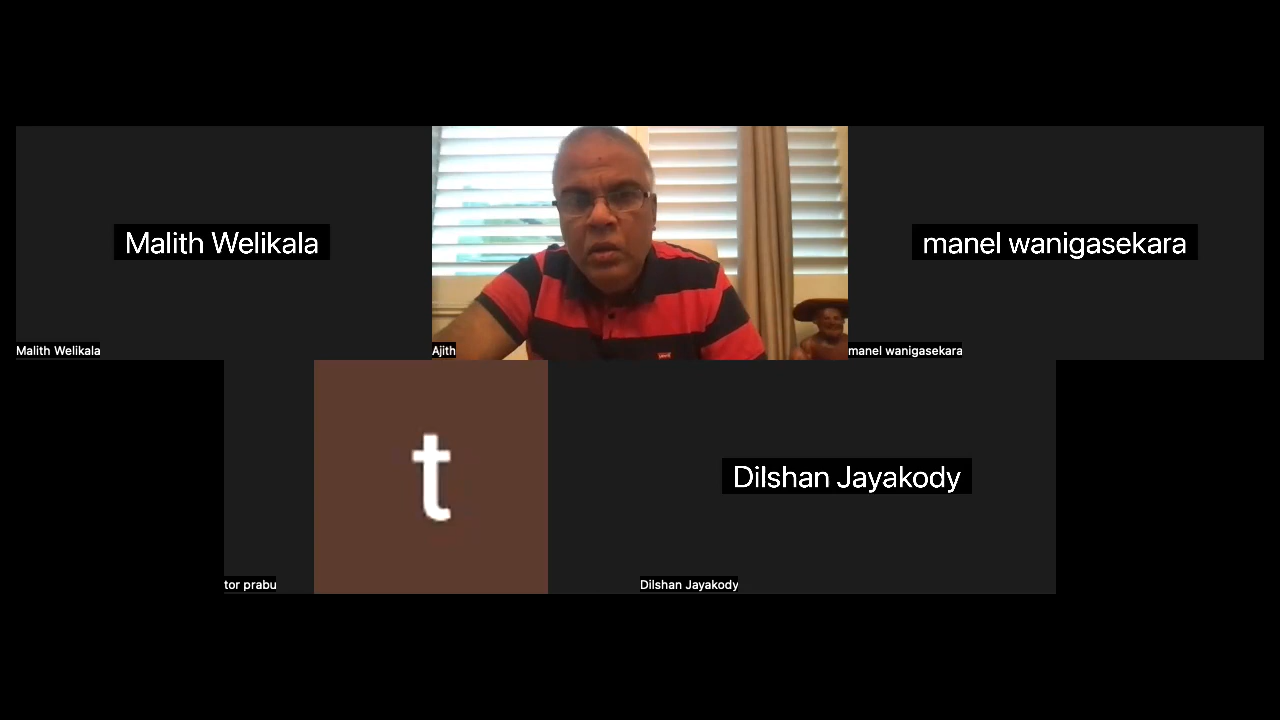 Malith Welikala
manel wanigasekara
Malith Welikala
Ajith
manel wanigasekara
t
Dilshan Jayakody
tor prabu
Dilshan Jayakody